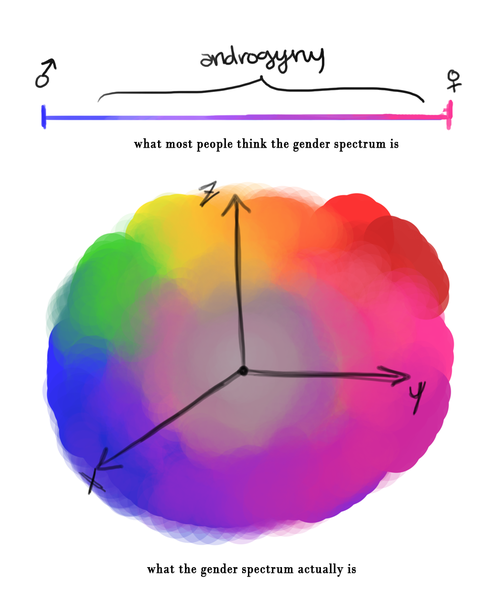 androgyny
♂ ♀
what most people think the gender spectrum is
Z
Y
X
what the gender spectrum actually is